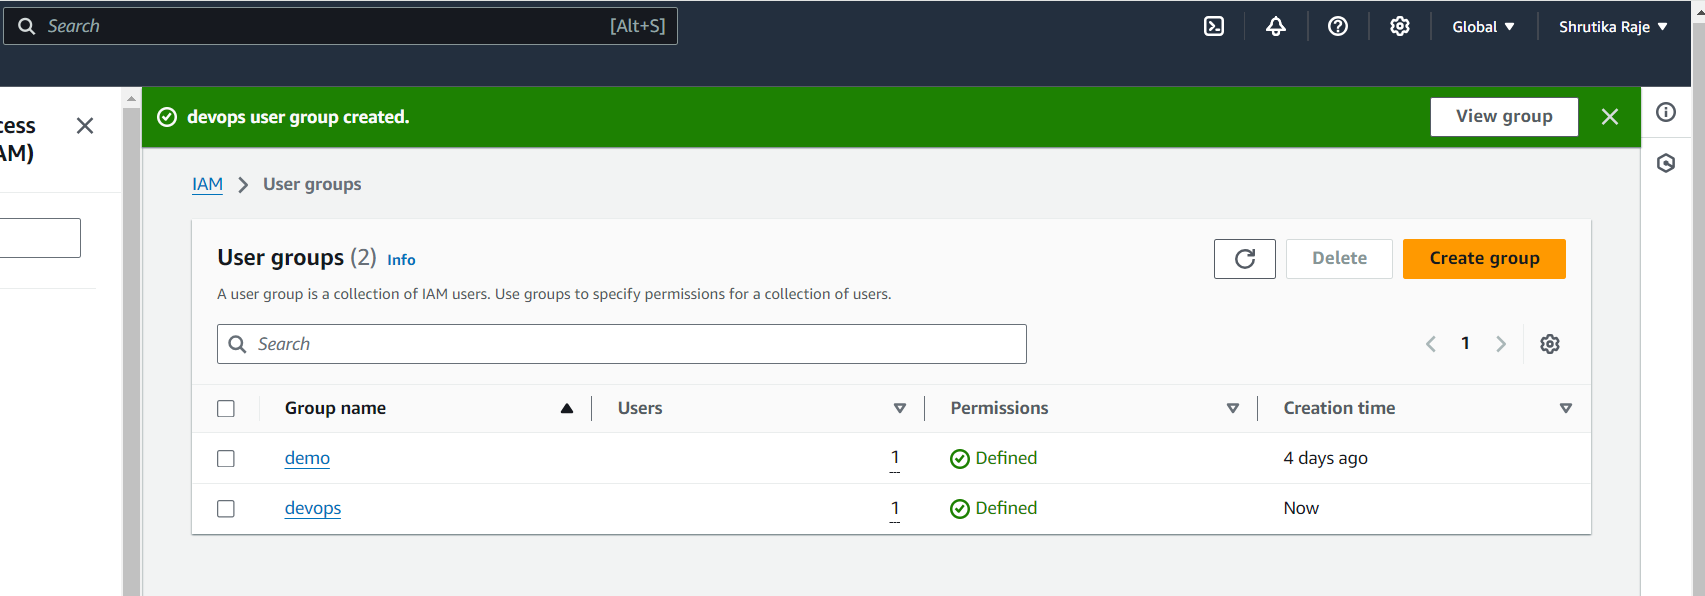 Search [Alt+S] Global Shrutika Raje
devops user group created. View group
IAM User groups
User groups (2) Info Delete Create group
A user group is a collection of IAM users. Use groups to specify permissions for a collection of users.
Search 1
Group name Users Permissions Creation time
demo 1 Defined 4 days ago
devops 1 Defined Now